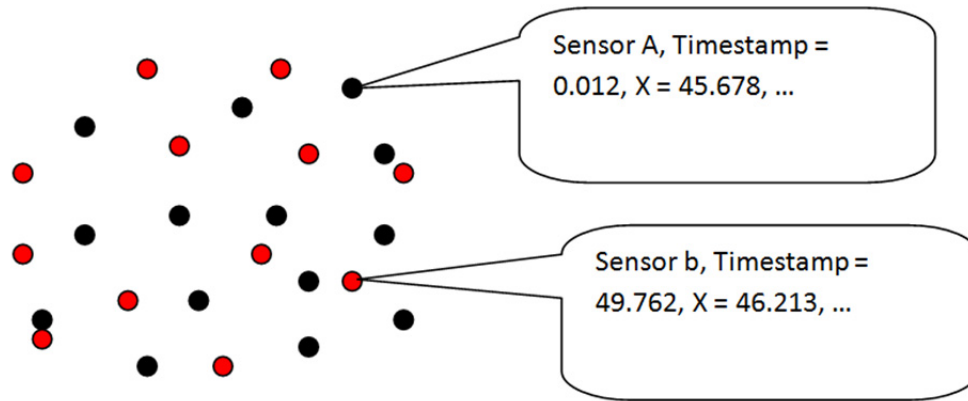 Sensor A, Timestamp =
0.012, X = 45.678, ...
Sensor b, Timestamp =
49.762, X = 46.213, ...